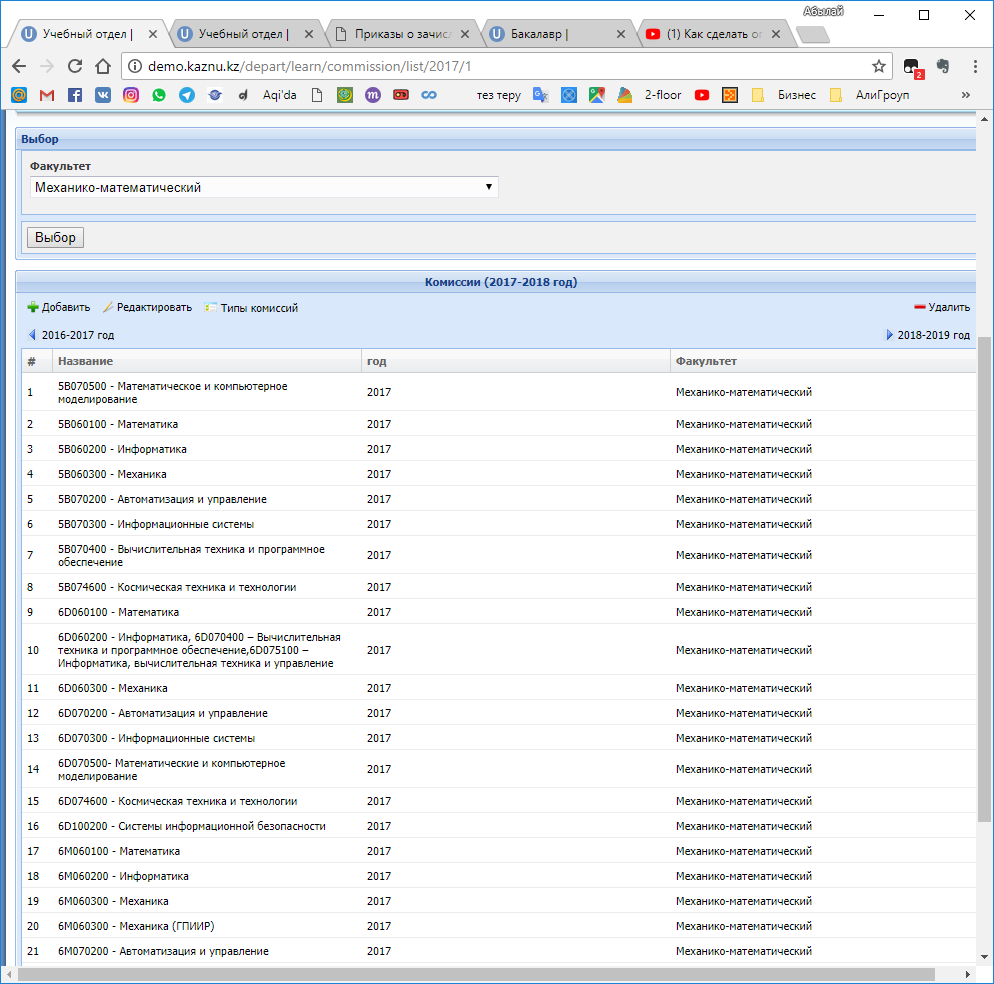 Абылай
Учебный отдел |
Учебный отдел |
Приказы о зачис
Бакалавр |
(1) Как сделать оп
demo.kaznu.kz/depart/learn/commission/list/2017/1
2
Aqi'da
тез теру
2-floor
Бизнес
АлиГроуп
»
Выбор
Факультет
Механико-математический
Выбор
Комиссии (2017-2018 год)
Добавить Редактировать Типы комиссий Удалить
2016-2017 год 2018-2019 год
# Название год Факультет
1 5B070500 - Математическое и компьютерное
моделирование 2017 Механико-математический
2 5B060100 - Математика 2017 Механико-математический
3 5B060200 - Информатика 2017 Механико-математический
4 5B060300 - Механика 2017 Механико-математический
5 5B070200 - Автоматизация и управление 2017 Механико-математический
6 5B070300 - Информационные системы 2017 Механико-математический
7 5B070400 - Вычислительная техника и программное
обеспечение 2017 Механико-математический
8 5B074600 - Космическая техника и технологии 2017 Механико-математический
9 6D060100 - Математика 2017 Механико-математический
10 6D060200 - Информатика, 6D070400 – Вычислительная
техника и программное обеспечение,6D075100 –
Информатика, вычислительная техника и управление 2017 Механико-математический
11 6D060300 - Механика 2017 Механико-математический
12 6D070200 - Автоматизация и управление 2017 Механико-математический
13 6D070300 - Информационные системы 2017 Механико-математический
14 6D070500- Математические и компьютерное
моделирование 2017 Механико-математический
15 6D074600 - Космическая техника и технологии 2017 Механико-математический
16 6D100200 - Системы информационной безопасности 2017 Механико-математический
17 6M060100 - Математика 2017 Механико-математический
18 6M060200 - Информатика 2017 Механико-математический
19 6M060300 - Механика 2017 Механико-математический
20 6M060300 - Механика (ГПИИР) 2017 Механико-математический
21 6M070200 - Автоматизация и управление 2017 Механико-математический